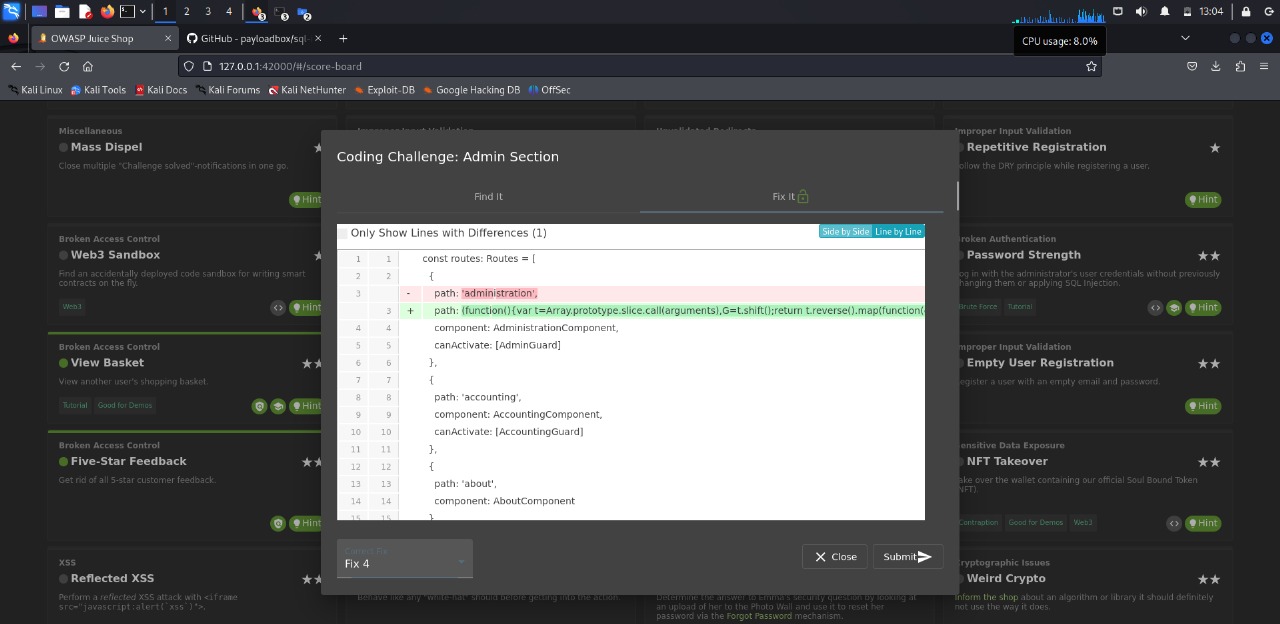 1 2 3 4
13:04
OWASP Juice Shop
GitHub - payloadbox/sql-
CPU usage: 8.0%
127.0.0.1:42000/#/score-board
Kali Linux Kali Tools Kali Docs Kali Forums Kali NetHunter Exploit-DB Google Hacking DB OffSec
Miscellaneous
Mass Dispel
Close multiple "Challenge solved"-notifications in one go.
Hint
Broken Access Control
Web3 Sandbox
Find an accidentally deployed code sandbox for writing smart
contracts on the fly.
Web3
Hint
Broken Access Control
View Basket
View another user's shopping basket.
Tutorial Good for Demos
Hint
Broken Access Control
Five-Star Feedback
Get rid of all 5-star customer feedback.
Hint
XSS
Reflected XSS
Perform a reflected XSS attack with <iframe
src="javascript:alert(`xss`)">.
Coding Challenge: Admin Section
Find It
Fix It
Only Show Lines with Differences (1)
Side by Side Line by Line
1 1 const routes: Routes = [
2 2 {
3 - path: 'administration',
3 + path: (function(){var t=Array.prototype.slice.call(arguments),G=t.shift();return t.reverse().map(function(
4 4 component: AdministrationComponent,
5 5 canActivate: [AdminGuard]
6 6 },
7 7 {
8 8 path: 'accounting',
9 9 component: AccountingComponent,
10 10 canActivate: [AccountingGuard]
11 11 },
12 12 {
13 13 path: 'about',
14 14 component: AboutComponent
15 15 }
Correct Fix
Fix 4
Close
Submit
Behave like any "white-hat" should before getting into the action.
Determine the answer to Emma's security question by looking at
an upload of her to the Photo Wall and use it to reset her
password via the Forgot Password mechanism.
Improper Input Validation
Repetitive Registration
Follow the DRY principle while registering a user.
Hint
Broken Authentication
Password Strength
Log in with the administrator's user credentials without previously
changing them or applying SQL Injection.
Brute Force Tutorial
Hint
Improper Input Validation
Empty User Registration
Register a user with an empty email and password.
Hint
Sensitive Data Exposure
NFT Takeover
Take over the wallet containing our official Soul Bound Token
(NFT).
Contraption Good for Demos Web3
Hint
Cryptographic Issues
Weird Crypto
Inform the shop about an algorithm or library it should definitely
not use the way it does.